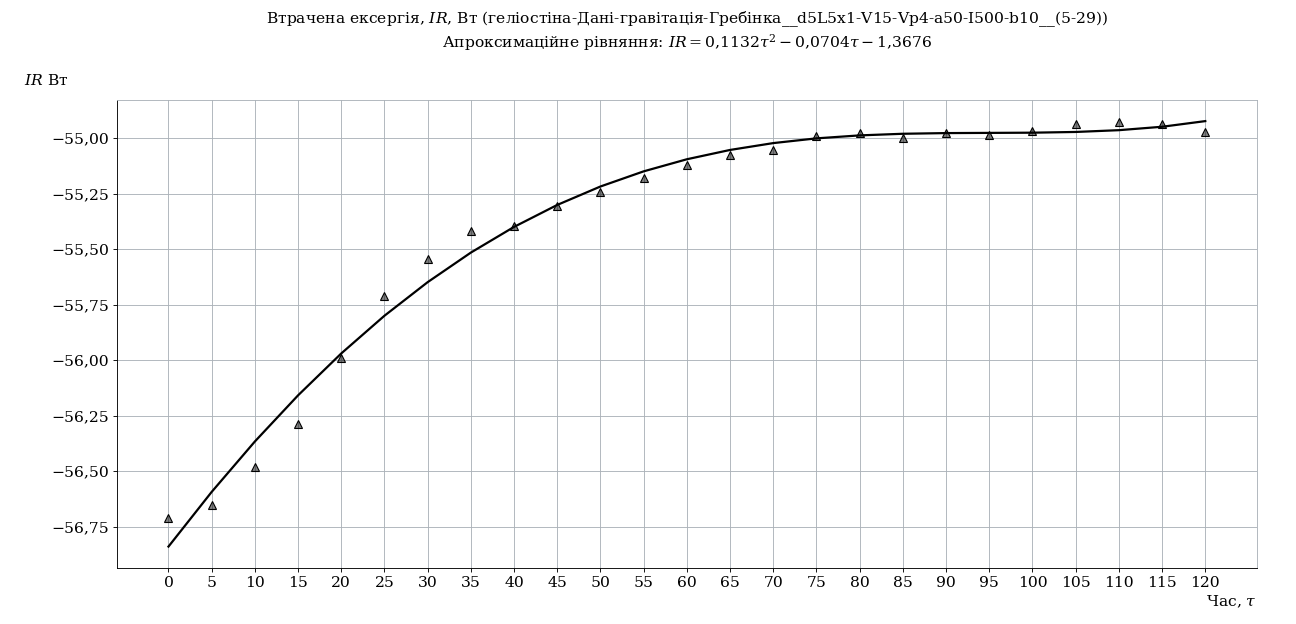 Втрачена ексергія, IR, Вт (геліостіна-Дані-гравітація-Гребінка__d5L5x1-V15-Vp4-a50-I500-b10__(5-29))
Апроксимаційне рівняння: IR = 0,1132τ² − 0,0704τ − 1,3676
IR Вт
−55,00
−55,25
−55,50
−55,75
−56,00
−56,25
−56,50
−56,75
0 5 10 15 20 25 30 35 40 45 50 55 60 65 70 75 80 85 90 95 100 105 110 115 120
Час, τ